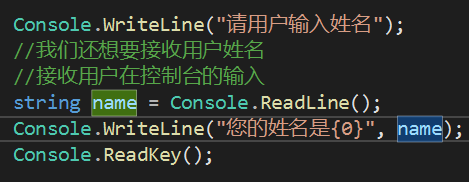 Console.WriteLine("请用户输入姓名");
//我们还想要接收用户姓名
//接收用户在控制台的输入
string name = Console.ReadLine();
Console.WriteLine("您的姓名是{0}", name);
Console.ReadKey();